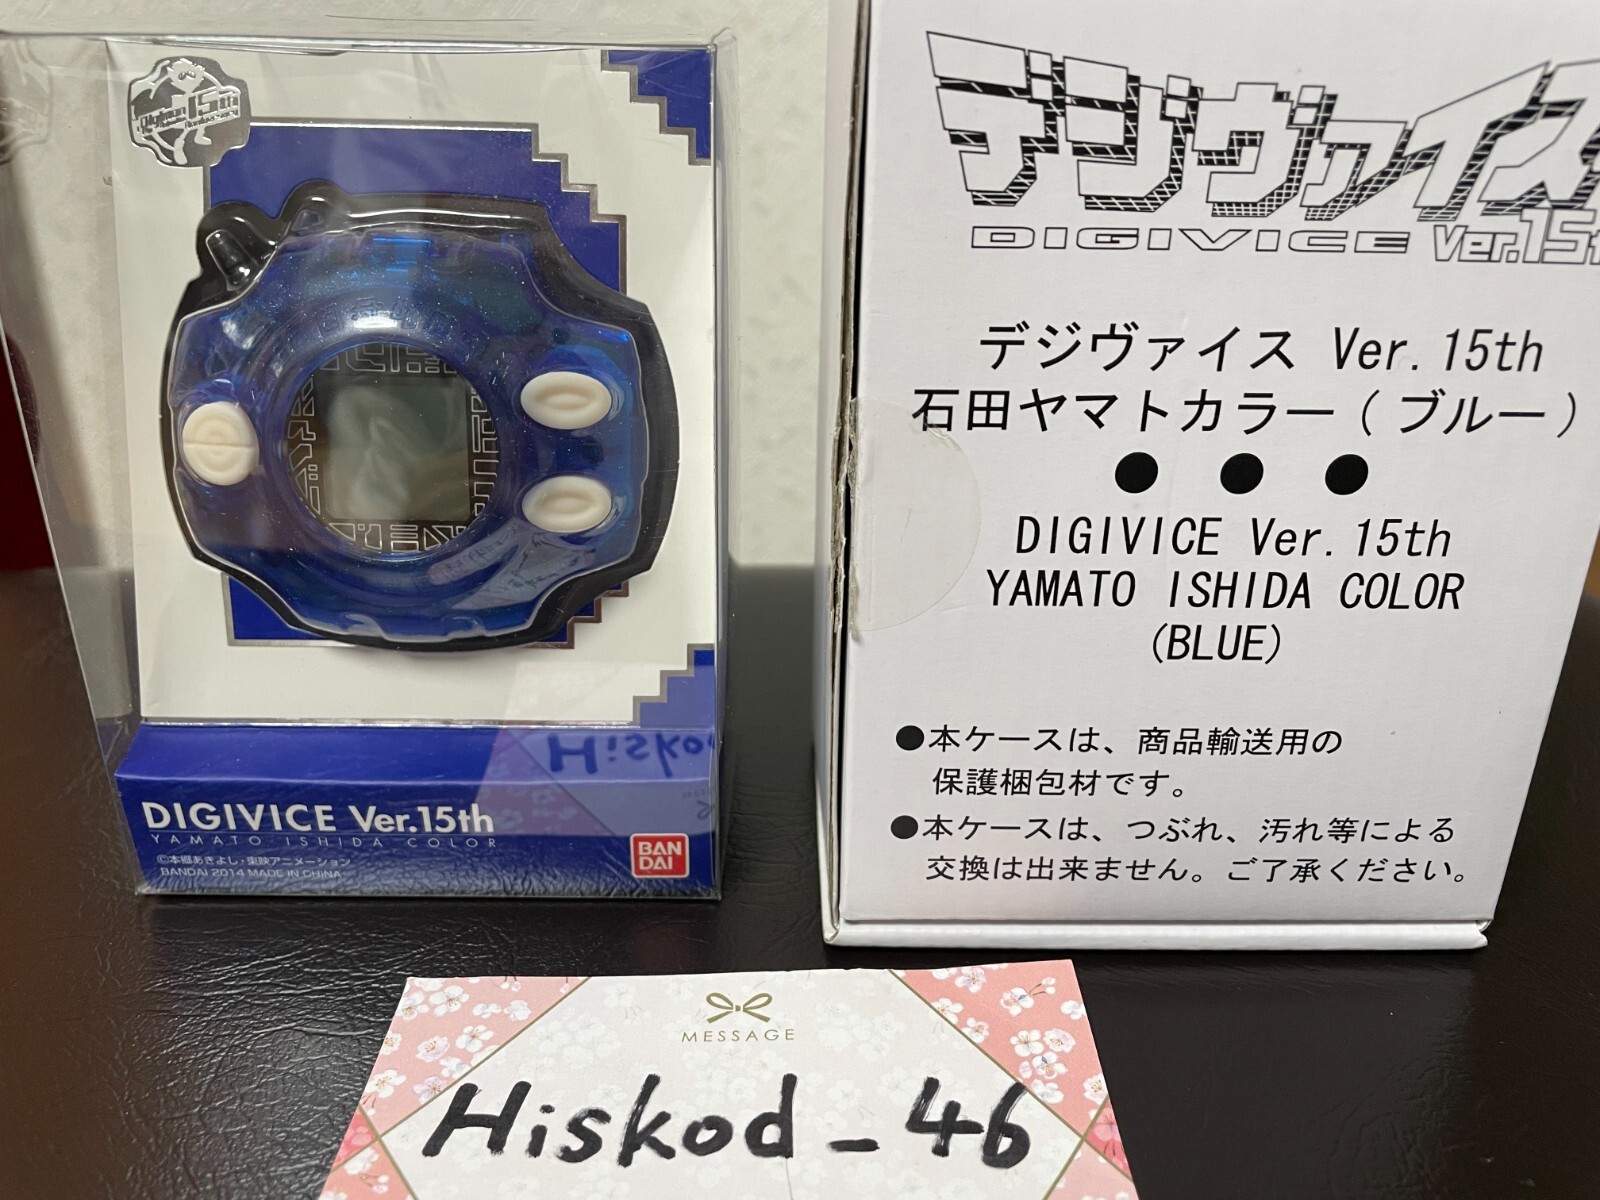 Digimon 15th
Anniversary
DIGIVICE Ver.15th
YAMATO ISHIDA COLOR
©本郷あきよし・東映アニメーション
BANDAI 2014 MADE IN CHINA
BAN
DAI
デジヴァイス
DIGIVICE Ver.15t
デジヴァイス Ver.15th
石田ヤマトカラー(ブルー)
● ● ●
DIGIVICE Ver.15th
YAMATO ISHIDA COLOR
(BLUE)
●本ケースは、商品輸送用の
保護梱包材です。
●本ケースは、つぶれ、汚れ等による
交換は出来ません。ご了承ください。
MESSAGE
Hiskod_46